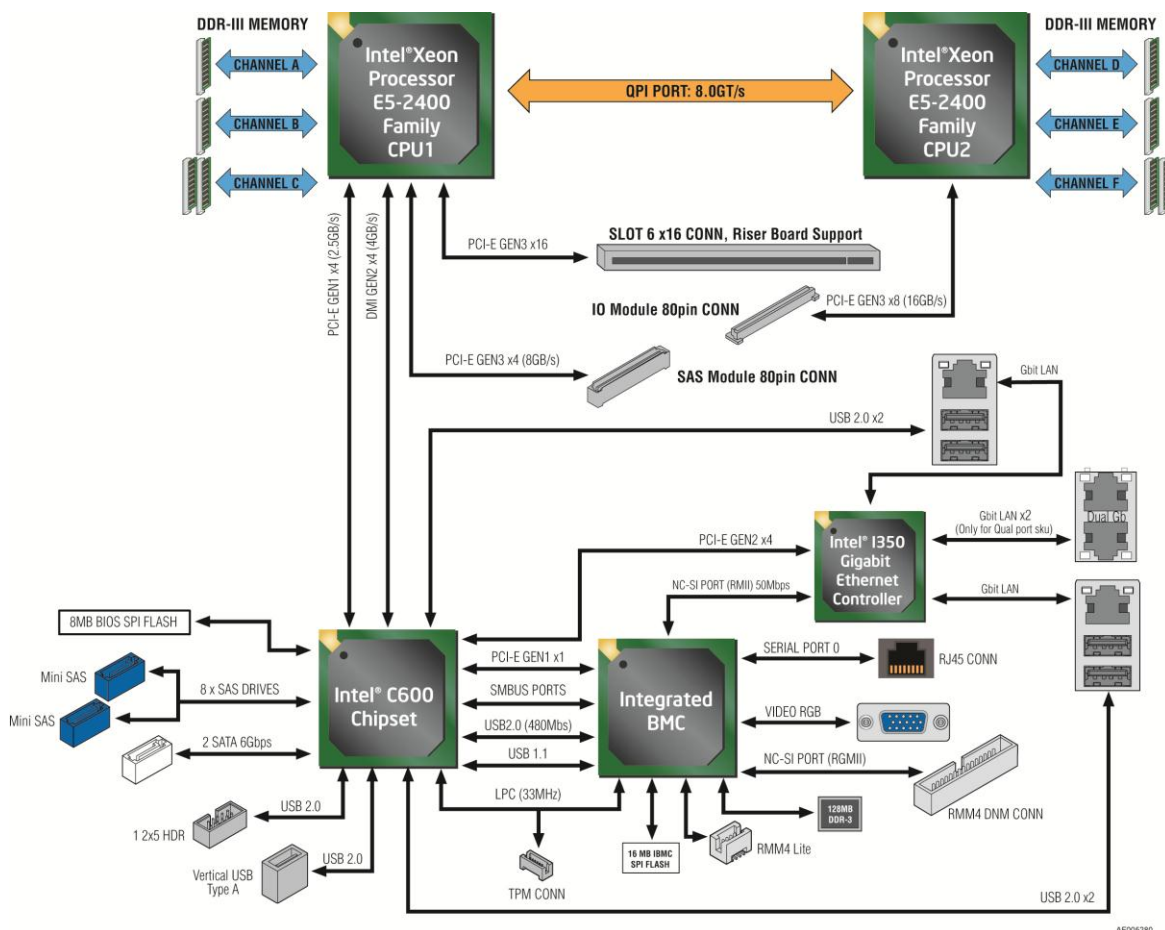 DDR-III MEMORY
CHANNEL A
CHANNEL B
CHANNEL C
Intel®Xeon
Processor
E5-2400
Family
CPU1
QPI PORT: 8.0GT/s
Intel®Xeon
Processor
E5-2400
Family
CPU2
DDR-III MEMORY
CHANNEL D
CHANNEL E
CHANNEL F
PCI-E GEN1 x4 (2.5GB/s)
DMI GEN2 x4 (4GB/s)
PCI-E GEN3 x16
SLOT 6 x16 CONN, Riser Board Support
IO Module 80pin CONN
PCI-E GEN3 x8 (16GB/s)
PCI-E GEN3 x4 (8GB/s)
SAS Module 80pin CONN
USB 2.0 x2
Gbit LAN
PCI-E GEN2 x4
Intel® I350
Gigabit
Ethernet
Controller
Gbit LAN x2
(Only for Qual port sku)
Dual Gb
NC-SI PORT (RMII) 50Mbps
Gbit LAN
8MB BIOS SPI FLASH
Mini SAS
Mini SAS
8 x SAS DRIVES
2 SATA 6Gbps
Intel® C600
Chipset
PCI-E GEN1 x1
SMBUS PORTS
USB2.0 (480Mbs)
USB 1.1
LPC (33MHz)
Integrated
BMC
SERIAL PORT 0
RJ45 CONN
VIDEO RGB
NC-SI PORT (RGMII)
RMM4 DNM CONN
USB 2.0
1 2x5 HDR
USB 2.0
Vertical USB
Type A
TPM CONN
16 MB IBMC
SPI FLASH
RMM4 Lite
128MB
DDR-3
USB 2.0 x2